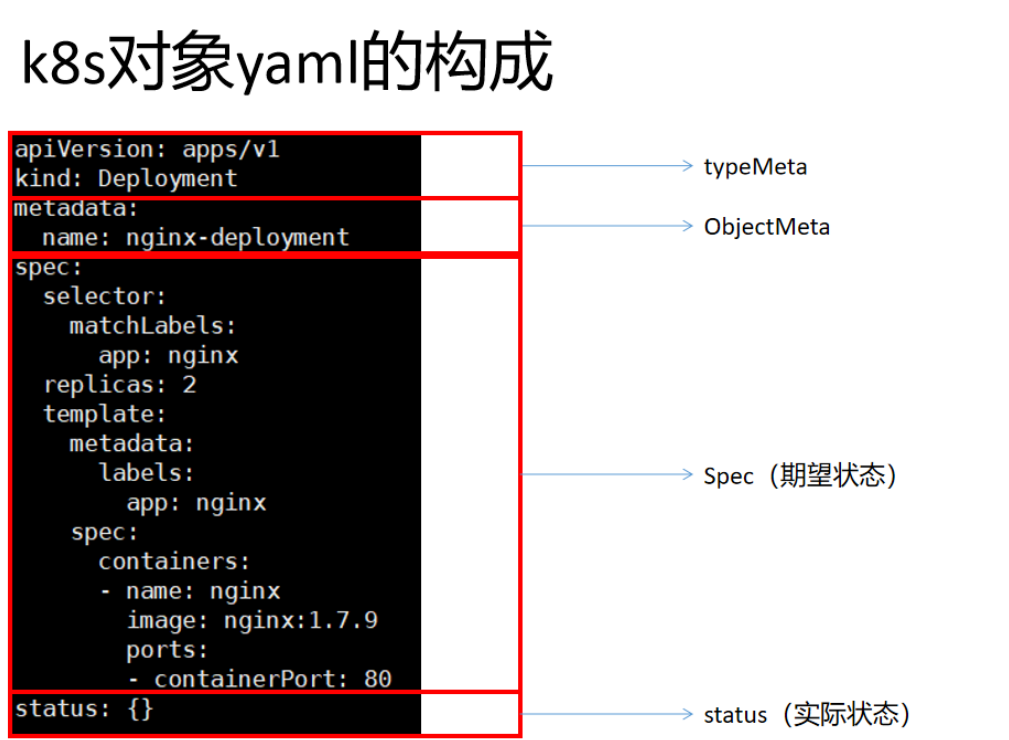 k8s对象yaml的构成
apiVersion: apps/v1
kind: Deployment
typeMeta
metadata:
  name: nginx-deployment
ObjectMeta
spec:
  selector:
    matchLabels:
      app: nginx
  replicas: 2
  template:
    metadata:
      labels:
        app: nginx
    spec:
      containers:
      - name: nginx
        image: nginx:1.7.9
        ports:
        - containerPort: 80
Spec（期望状态）
status: {}
status（实际状态）